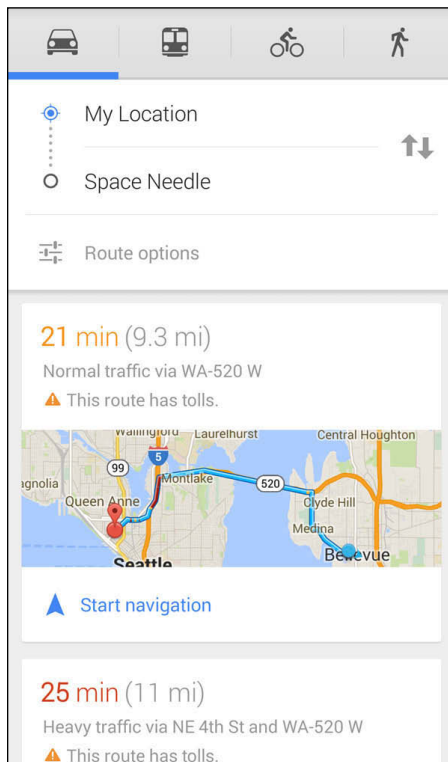 My Location
Space Needle
Route options
21 min (9.3 mi)
Normal traffic via WA-520 W
This route has tolls.
Wallingford Laurelhurst
Central Houghton
5
99
Montlake
520
agnolia
Queen Anne
Clyde Hill
Medina
Bellevue
Seattle
Start navigation
25 min (11 mi)
Heavy traffic via NE 4th St and WA-520 W
This route has tolls.